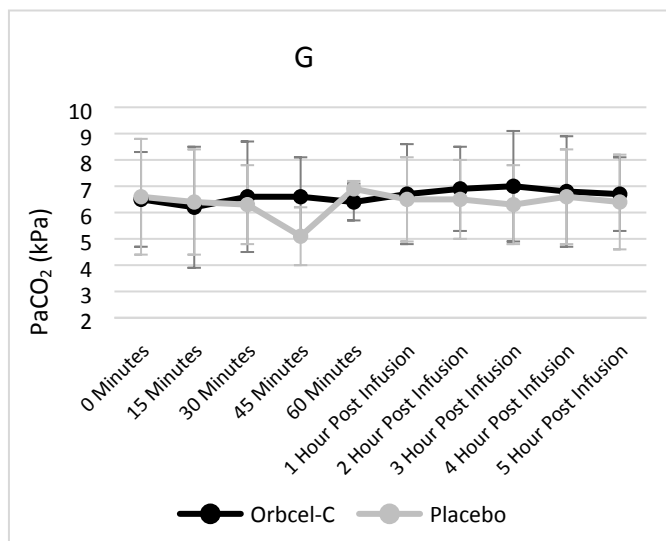 G
10
9
8
7
6
5
4
3
2
PaCO₂ (kPa)
0 Minutes
15 Minutes
30 Minutes
45 Minutes
60 Minutes
1 Hour Post Infusion
2 Hour Post Infusion
3 Hour Post Infusion
4 Hour Post Infusion
5 Hour Post Infusion
Orbcel-C
Placebo